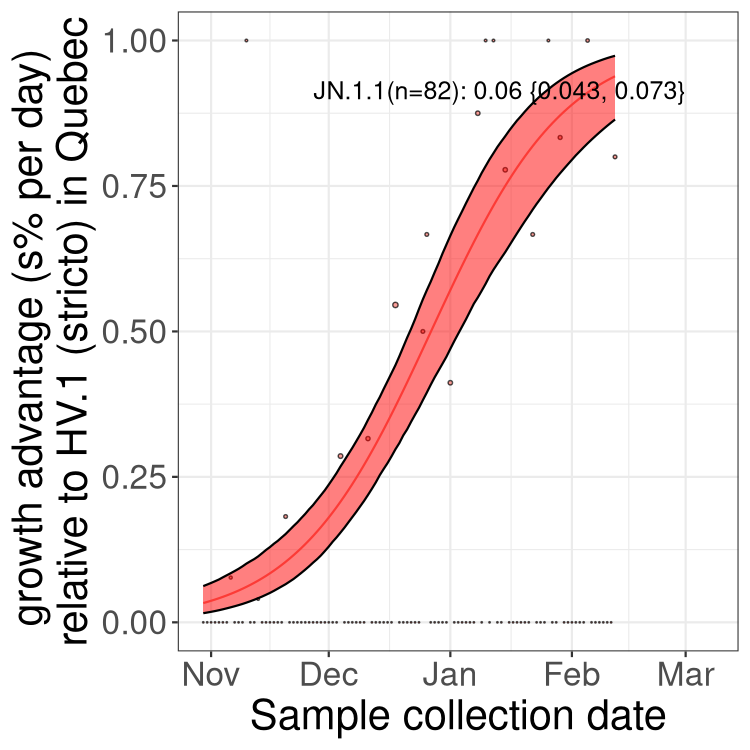 growth advantage (s% per day)
relative to HV.1 (stricto) in Quebec
1.00
0.75
0.50
0.25
0.00
JN.1.1(n=82): 0.06 {0.043, 0.073}
Nov Dec Jan Feb Mar
Sample collection date